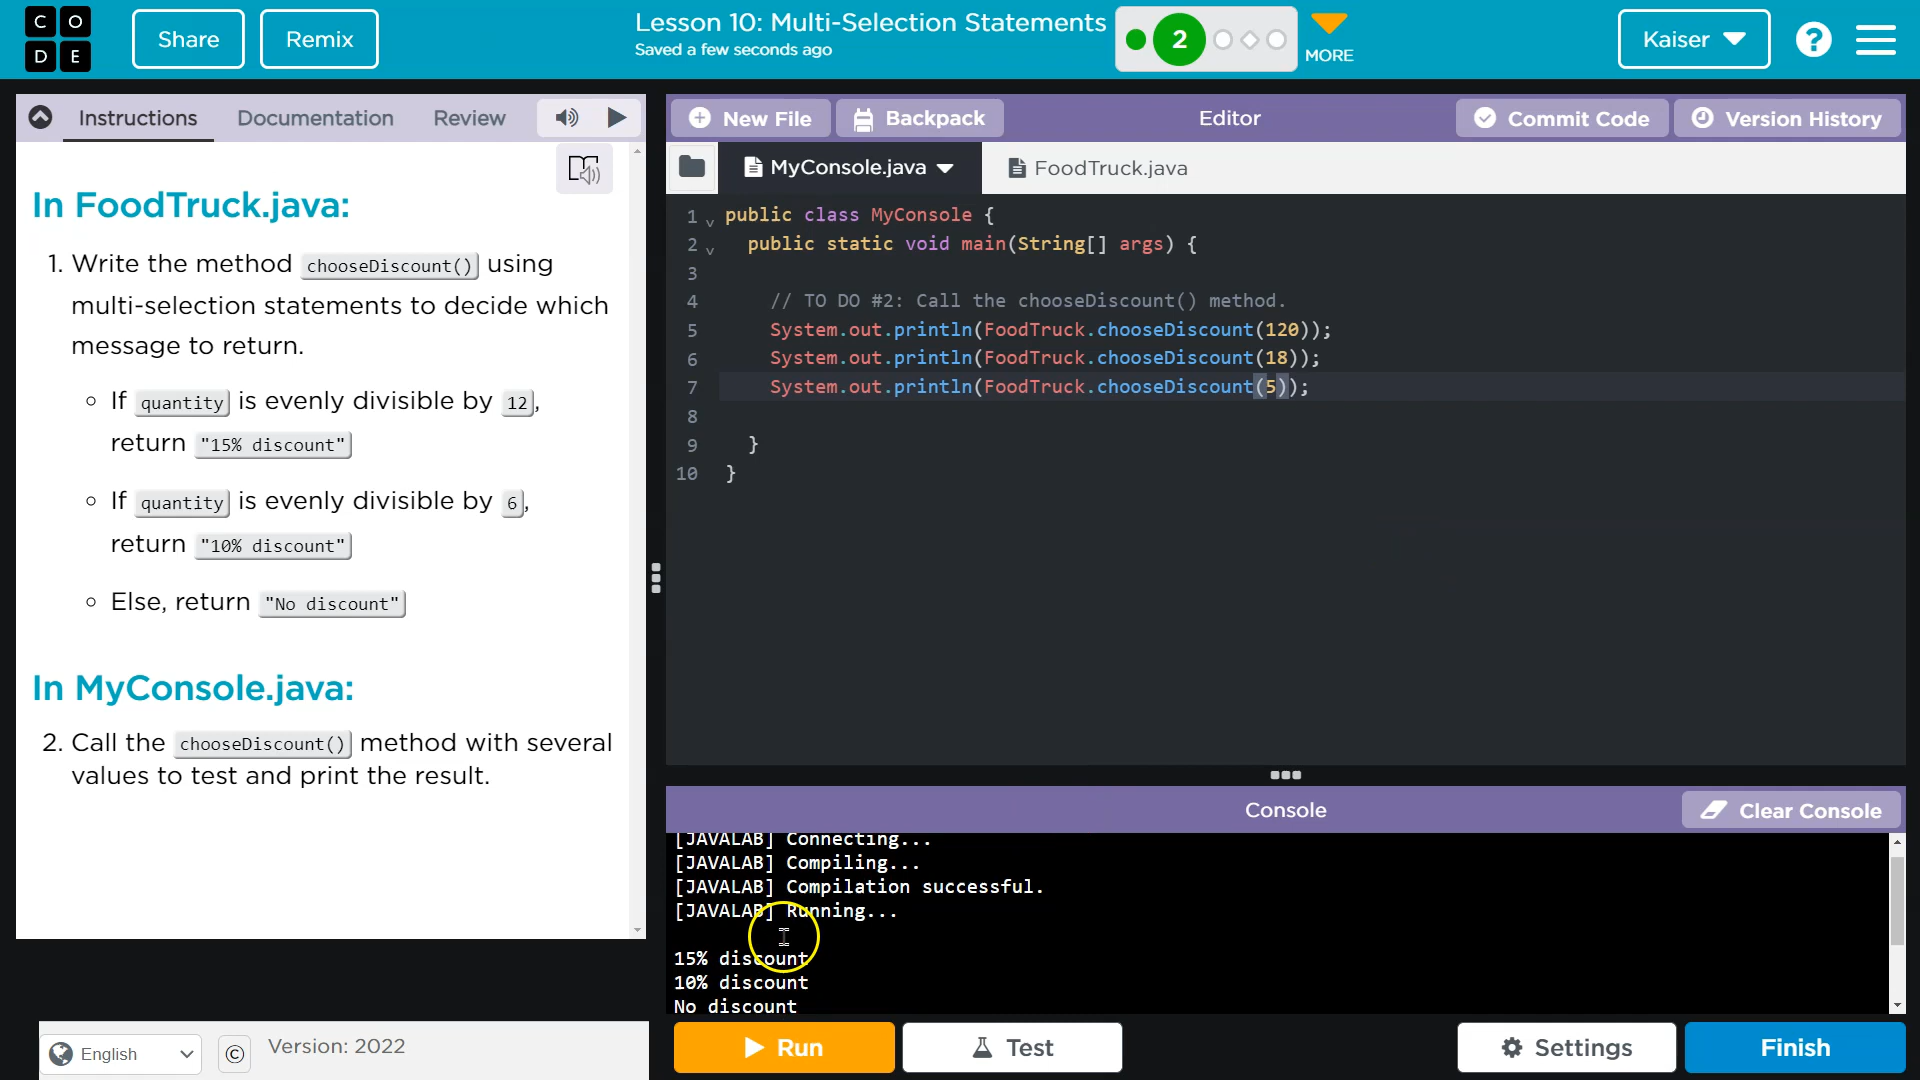 CO
DE
Share
Remix
Lesson 10: Multi-Selection Statements
Saved a few seconds ago
2
MORE
Kaiser
?
Instructions
Documentation
Review
New File
Backpack
Editor
Commit Code
Version History
MyConsole.java
FoodTruck.java
In FoodTruck.java:
1. Write the method chooseDiscount() using
multi-selection statements to decide which
message to return.
If quantity is evenly divisible by 12,
return "15% discount"
If quantity is evenly divisible by 6,
return "10% discount"
Else, return "No discount"
In MyConsole.java:
2. Call the chooseDiscount() method with several
values to test and print the result.
1 public class MyConsole {
2 public static void main(String[] args) {
3
4 // TO DO #2: Call the chooseDiscount() method.
5 System.out.println(FoodTruck.chooseDiscount(120));
6 System.out.println(FoodTruck.chooseDiscount(18));
7 System.out.println(FoodTruck.chooseDiscount(5));
8
9 }
10 }
Console
Clear Console
[JAVALAB] Connecting...
[JAVALAB] Compiling...
[JAVALAB] Compilation successful.
[JAVALAB] Running...
15% discount
10% discount
No discount
English
©
Version: 2022
Run
Test
Settings
Finish